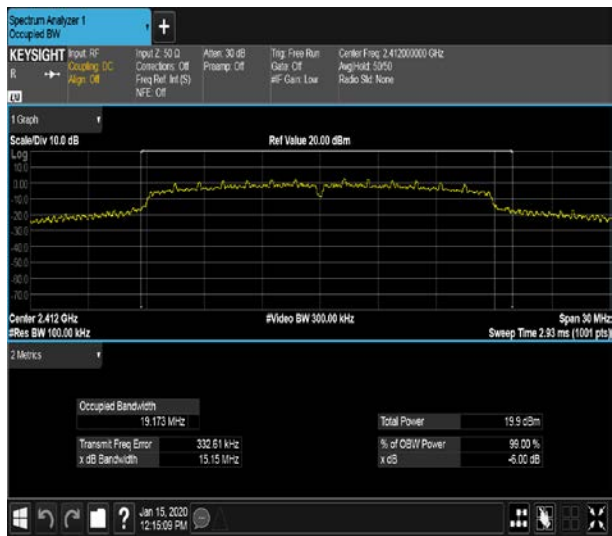 Spectrum Analyzer 1
Occupied BW
KEYSIGHT
Input: RF
Coupling: DC
Align: Off
R
Input Z: 50 Ω
Corrections: Off
Freq Ref: Int (S)
NFE: Off
Atten: 30 dB
Preamp: Off
Trig: Free Run
Gate: Off
#IF Gain: Low
Center Freq: 2.412000000 GHz
Avg|Hold: 50/50
Radio Std: None
1 Graph
Scale/Div 10.0 dB
Ref Value 20.00 dBm
Log
10.0
0.00
-10.0
-20.0
-30.0
-40.0
-50.0
-60.0
-70.0
Center 2.412 GHz
#Video BW 300.00 kHz
Span 30 MHz
#Res BW 100.00 kHz
Sweep Time 2.93 ms (1001 pts)
2 Metrics
Occupied Bandwidth
19.173 MHz
Total Power 19.9 dBm
Transmit Freq Error 332.61 kHz
% of OBW Power 99.00 %
x dB Bandwidth 15.15 MHz
x dB -6.00 dB
?
Jan 15, 2020
12:15:09 PM